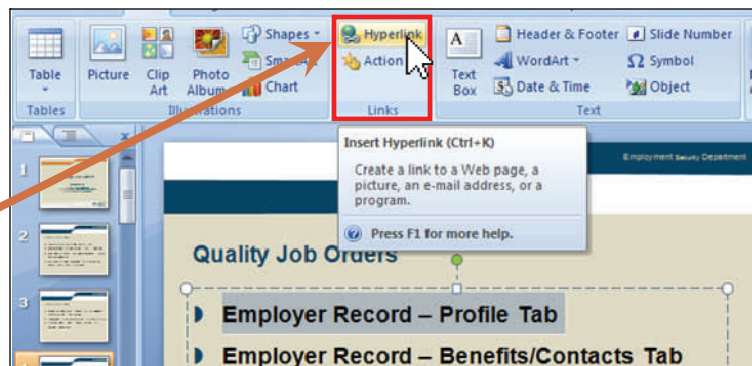 Shapes
Hyperlink
Header & Footer
Slide Number
Action
WordArt
Symbol
Table
Picture
Clip Art
Photo Album
Chart
Text Box
Date & Time
Object
Tables
Links
Text
Insert Hyperlink (Ctrl+K)
Create a link to a Web page, a
picture, an e-mail address, or a
program.
Press F1 for more help.
Employment Security Department
1
2
3
Quality Job Orders
Employer Record – Profile Tab
Employer Record – Benefits/Contacts Tab